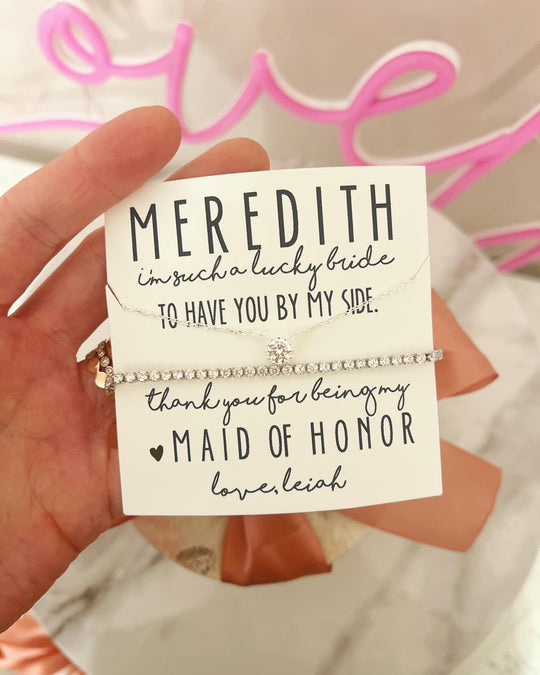 MEREDITH
i'm such a lucky bride
TO HAVE YOU BY MY SIDE.
thank you for being my
MAID OF HONOR
love, leiah